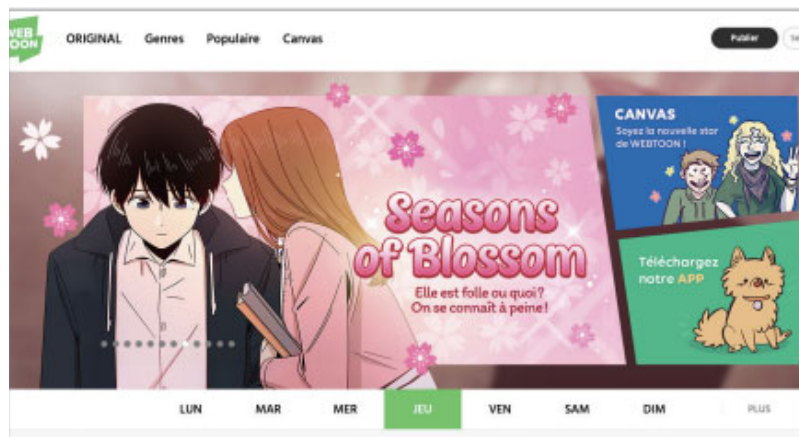 WEB
TOON
ORIGINAL Genres Populaire Canvas
Publier
CANVAS
Soyez la nouvelle star
de WEBTOON !
Seasons
of Blossom
Elle est folle ou quoi ?
On se connaît à peine !
Téléchargez
notre APP
LUN MAR MER JEU VEN SAM DIM PLUS